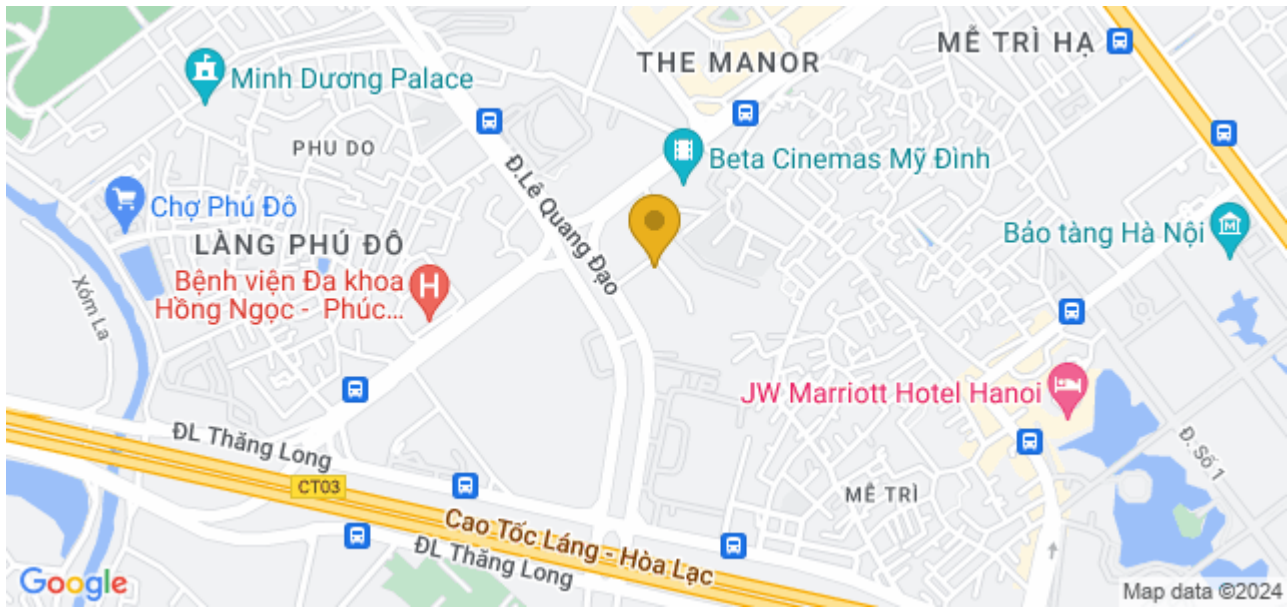 THE MANOR
MỄ TRÌ HẠ
Minh Dương Palace
PHU DO
Beta Cinemas Mỹ Đình
Đ.Lê Quang Đạo
Chợ Phú Đô
LÀNG PHÚ ĐÔ
Bảo tàng Hà Nội
Bệnh viện Đa khoa
Hồng Ngọc - Phúc...
Xóm La
JW Marriott Hotel Hanoi
ĐL Thăng Long
Đ. Số 1
CT03
MỄ TRÌ
Cao Tốc Láng - Hòa Lạc
ĐL Thăng Long
Google
Map data ©2024